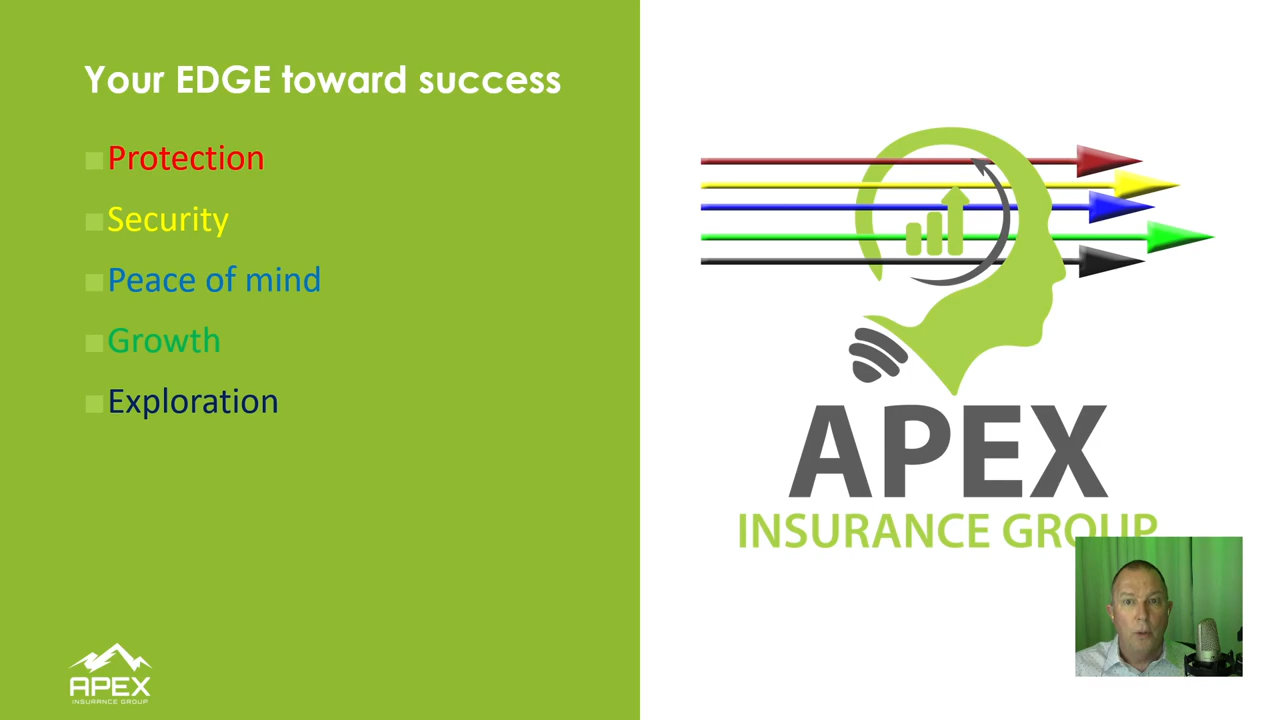 Your EDGE toward success
Protection
Security
Peace of mind
Growth
Exploration
APEX
INSURANCE GROUP
APEX
INSURANCE GROUP